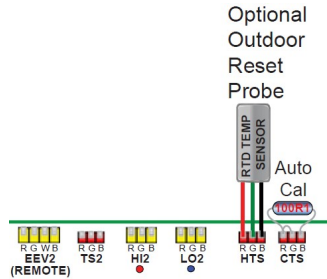 Optional
Outdoor
Reset
Probe
RTD TEMP
SENSOR
Auto
Cal
100R1
R G W B
R G B
R G B
R G B
R G B
R G B
EEV2
TS2
HI2
LO2
HTS
CTS
(REMOTE)